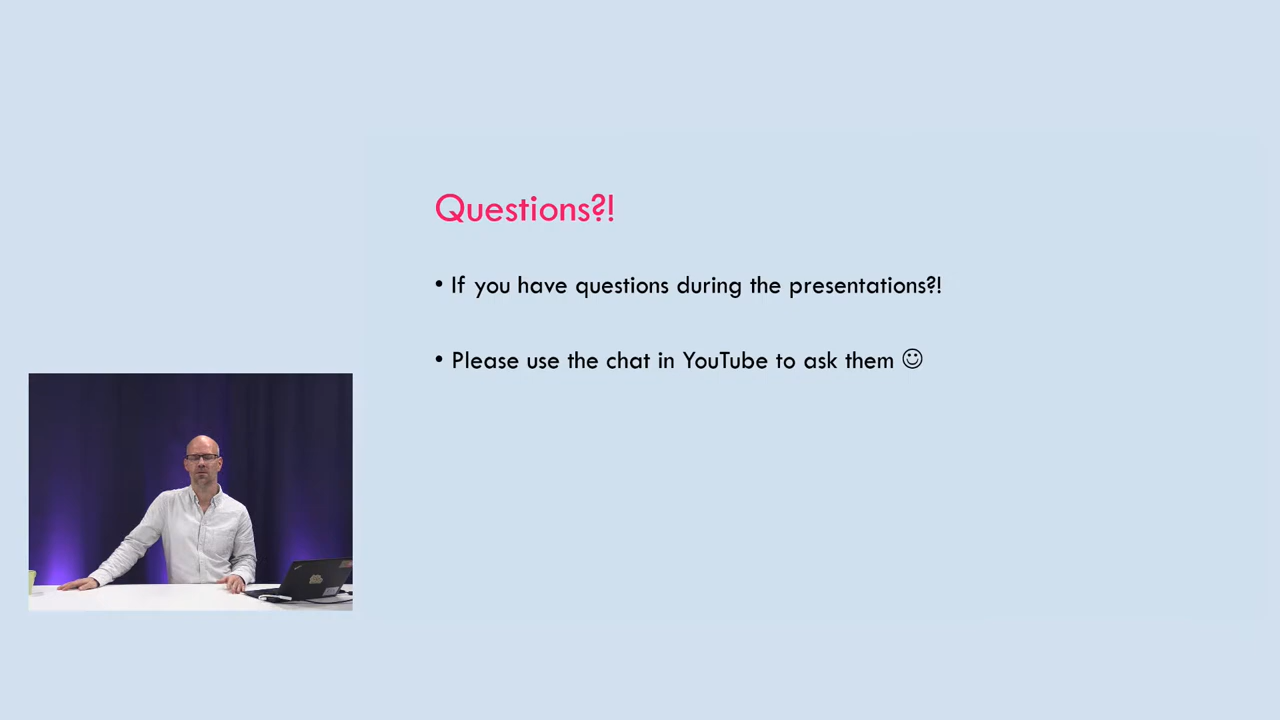 Questions?!
• If you have questions during the presentations?!
• Please use the chat in YouTube to ask them ☺